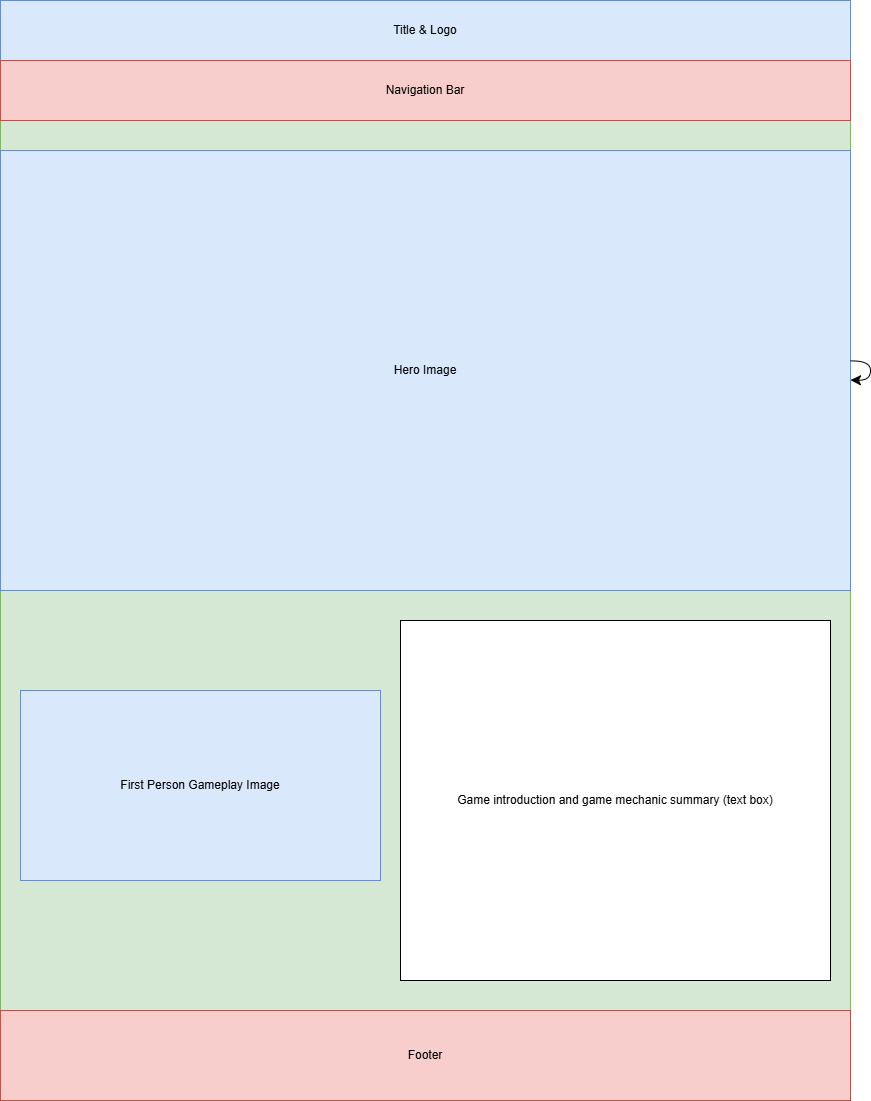 Title & Logo
Navigation Bar
Hero Image
First Person Gameplay Image
Game introduction and game mechanic summary (text box)
Footer